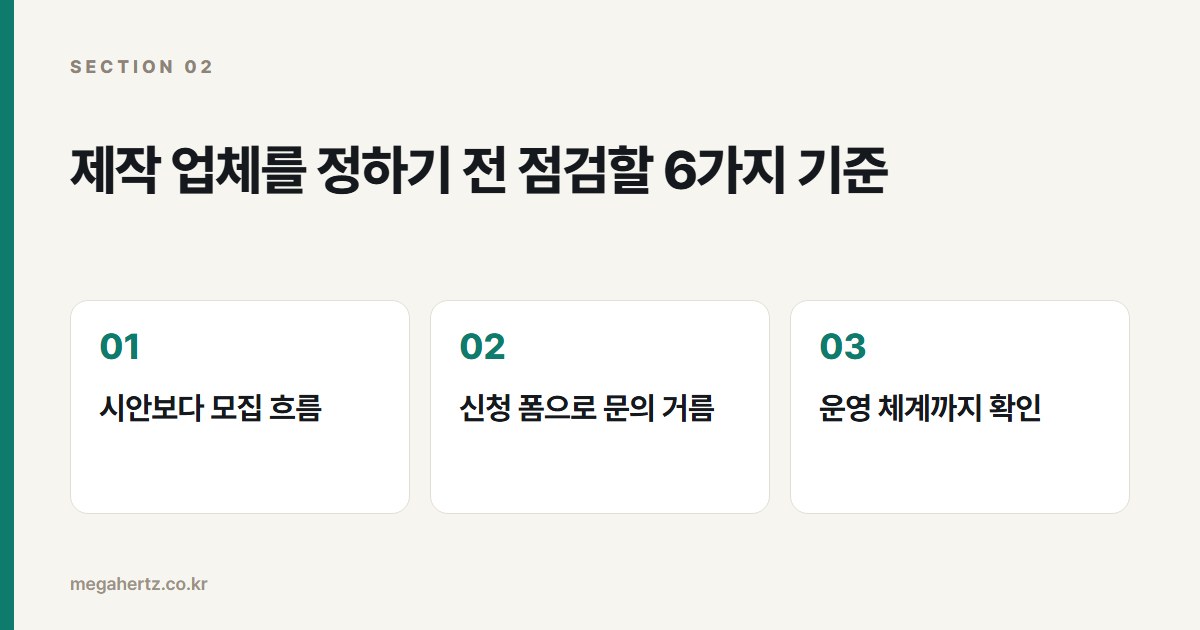 SECTION 02
제작 업체를 정하기 전 점검할 6가지 기준
01
시안보다 모집 흐름
02
신청 폼으로 문의 거름
03
운영 체계까지 확인
megahertz.co.kr